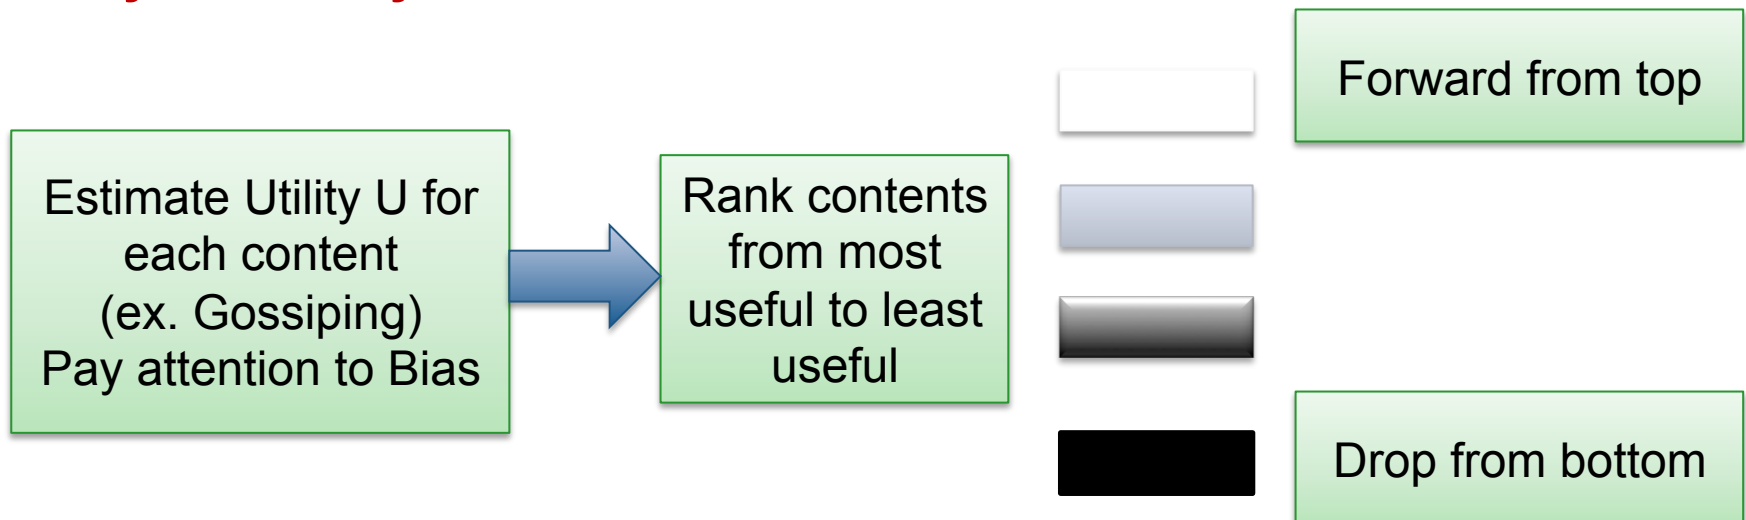 Estimate Utility U for
each content
(ex. Gossiping)
Pay attention to Bias
Rank contents
from most
useful to least
useful
Forward from top
Drop from bottom